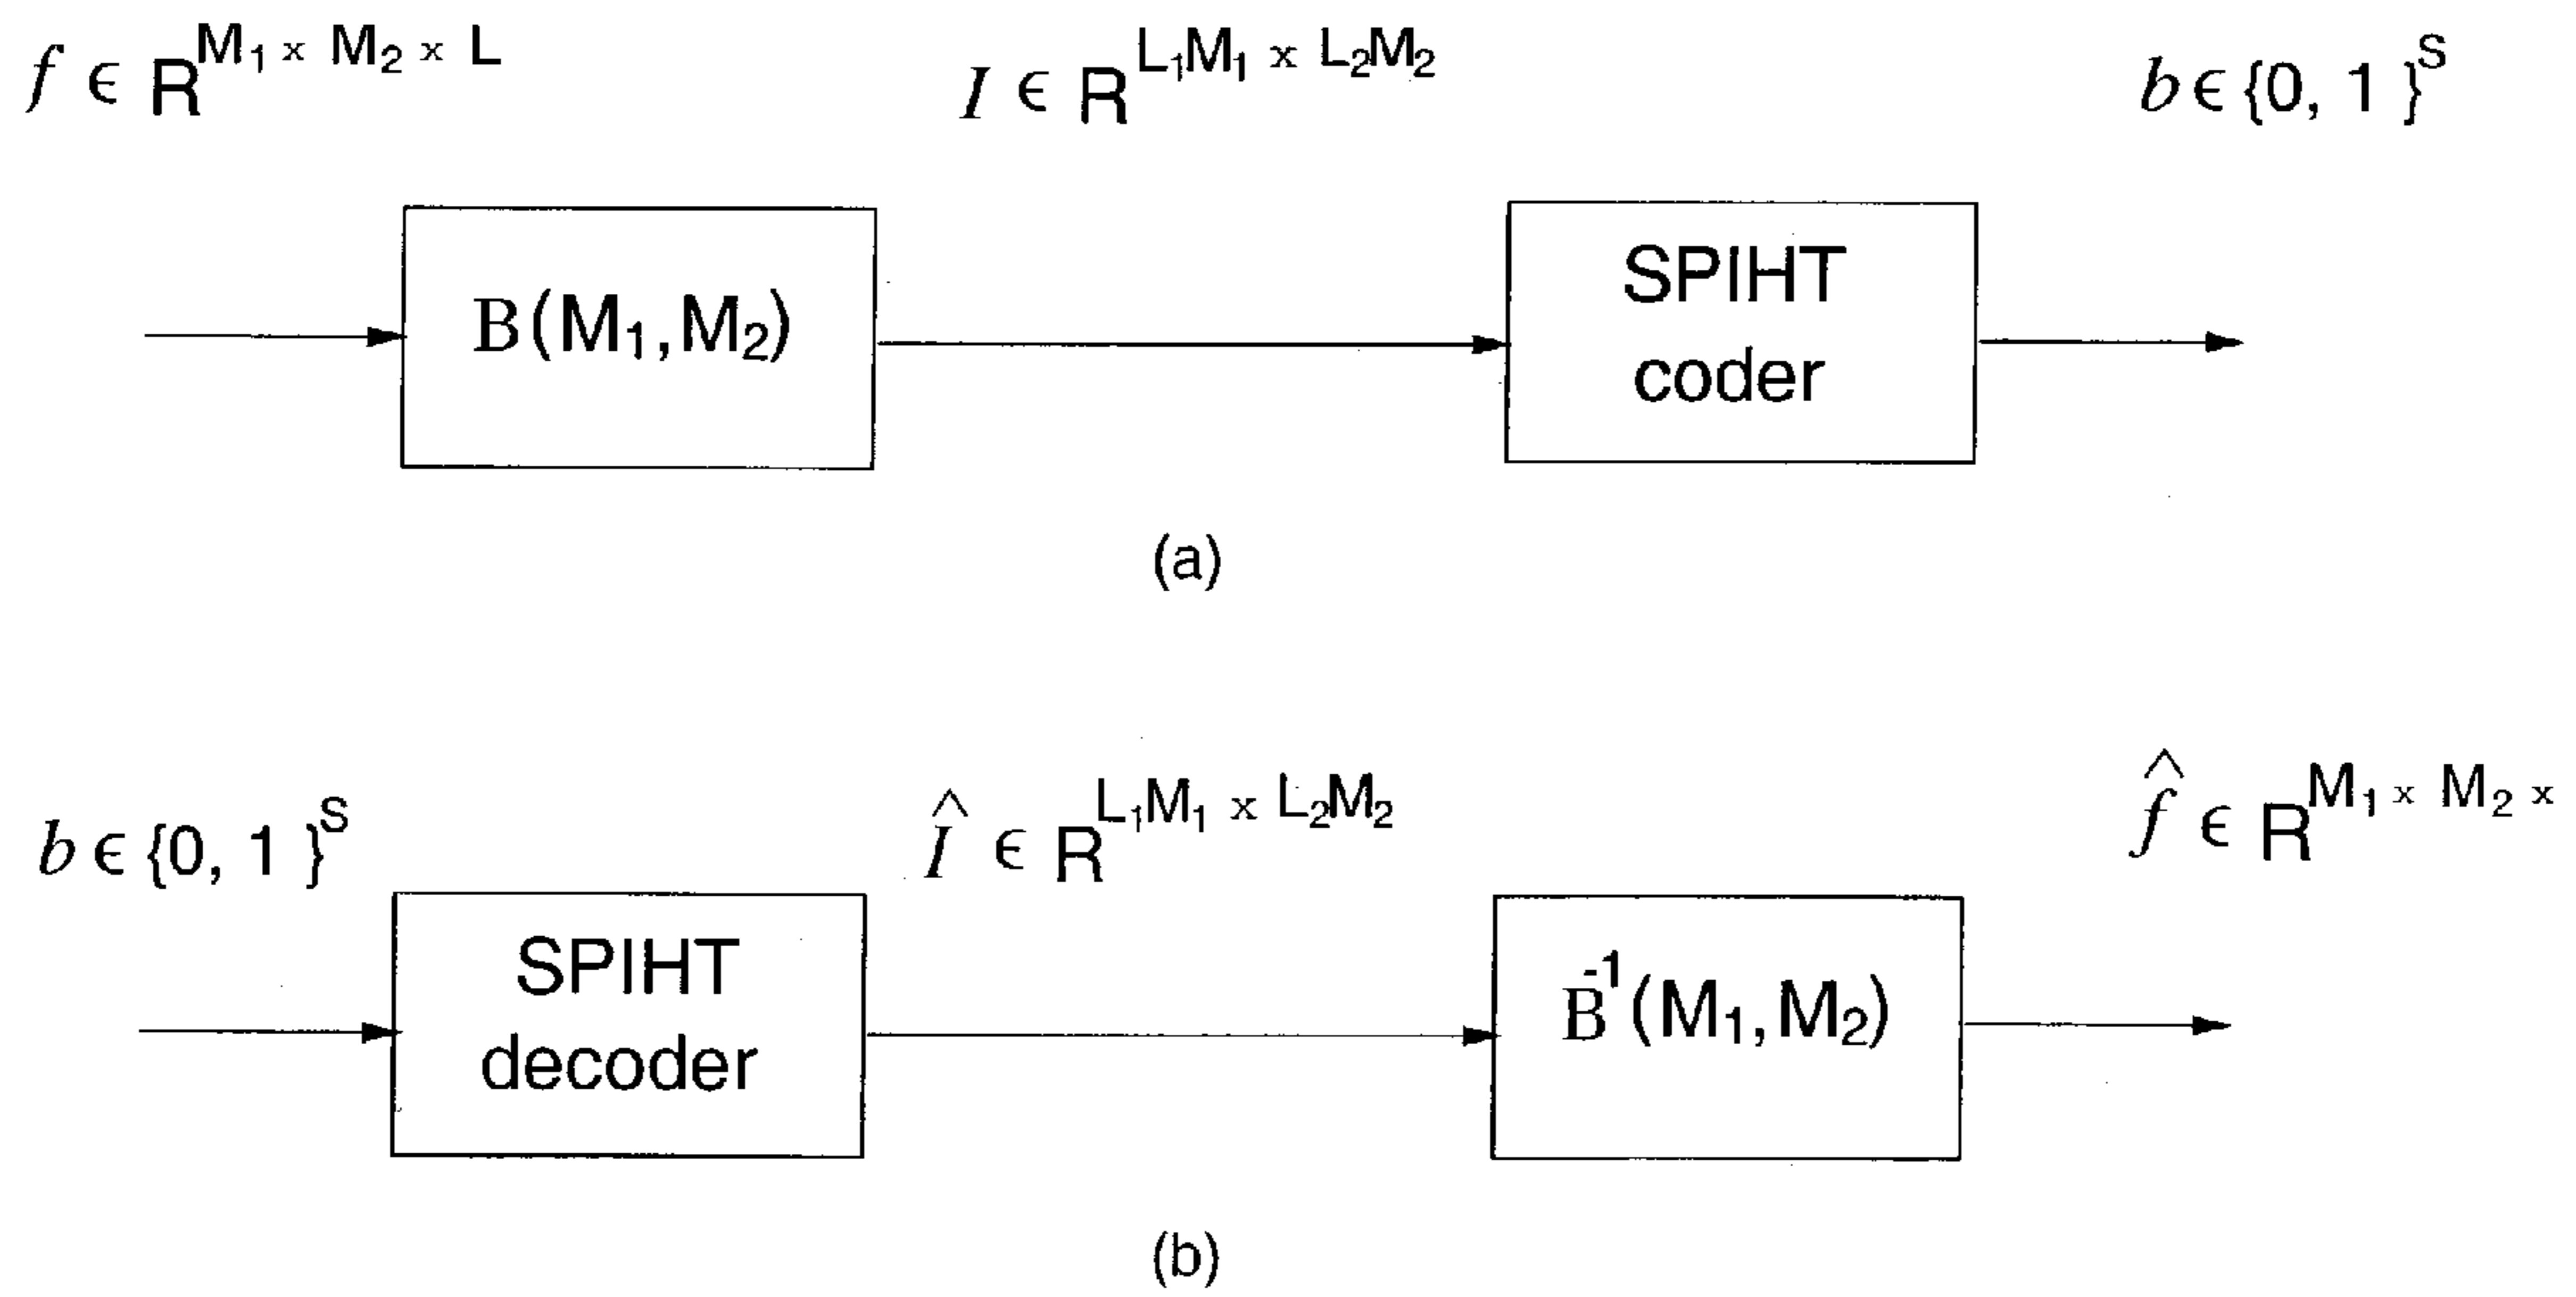 f ϵ R^{M₁ x M₂ x L}
I ϵ R^{L₁M₁ x L₂M₂}
b ϵ {0, 1 }^S
B(M₁,M₂)
SPIHT
coder
(a)
b ϵ {0, 1 }^S
Î ϵ R^{L₁M₁ x L₂M₂}
f̂ ϵ R^{M₁ x M₂ x}
SPIHT
decoder
B^{-1}(M₁,M₂)
(b)